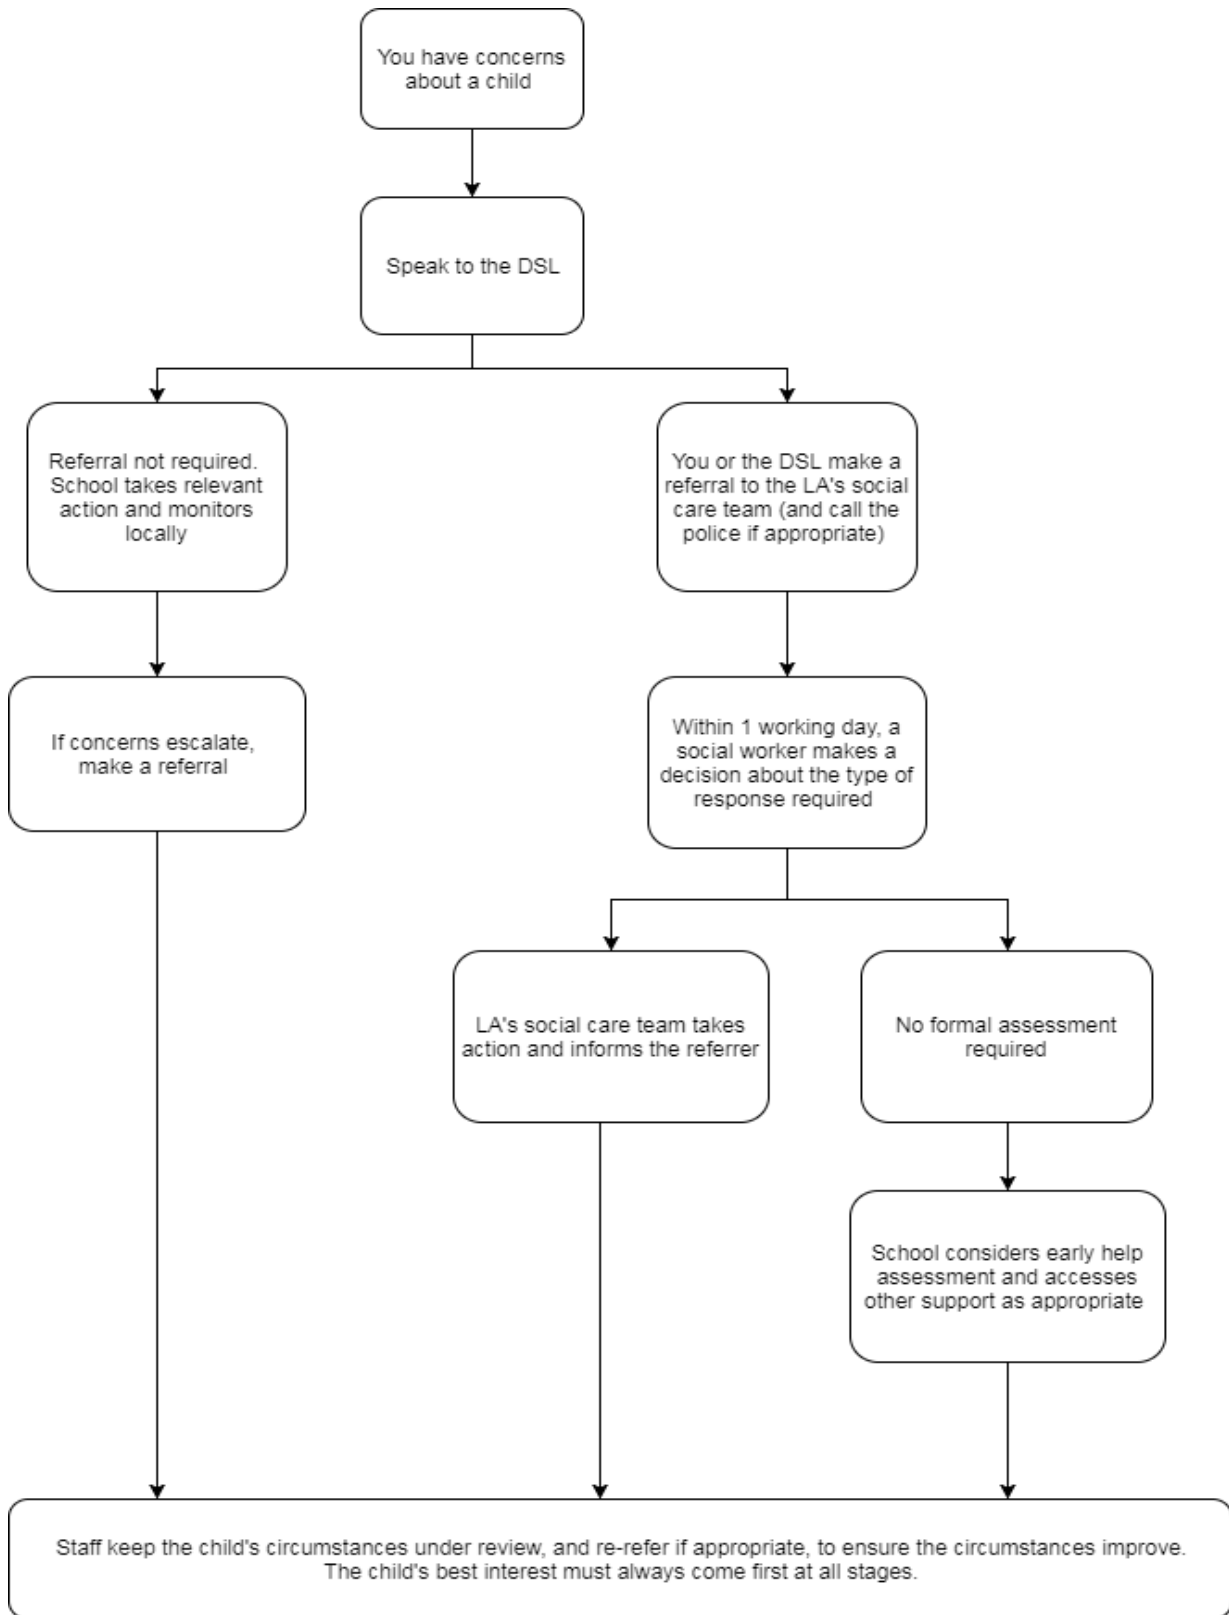 You have concerns
about a child
Speak to the DSL
Referral not required.
School takes relevant
action and monitors
locally
You or the DSL make a
referral to the LA's social
care team (and call the
police if appropriate)
If concerns escalate,
make a referral
Within 1 working day, a
social worker makes a
decision about the type of
response required
LA's social care team takes
action and informs the referrer
No formal assessment
required
School considers early help
assessment and accesses
other support as appropriate
Staff keep the child's circumstances under review, and re-refer if appropriate, to ensure the circumstances improve.
The child's best interest must always come first at all stages.